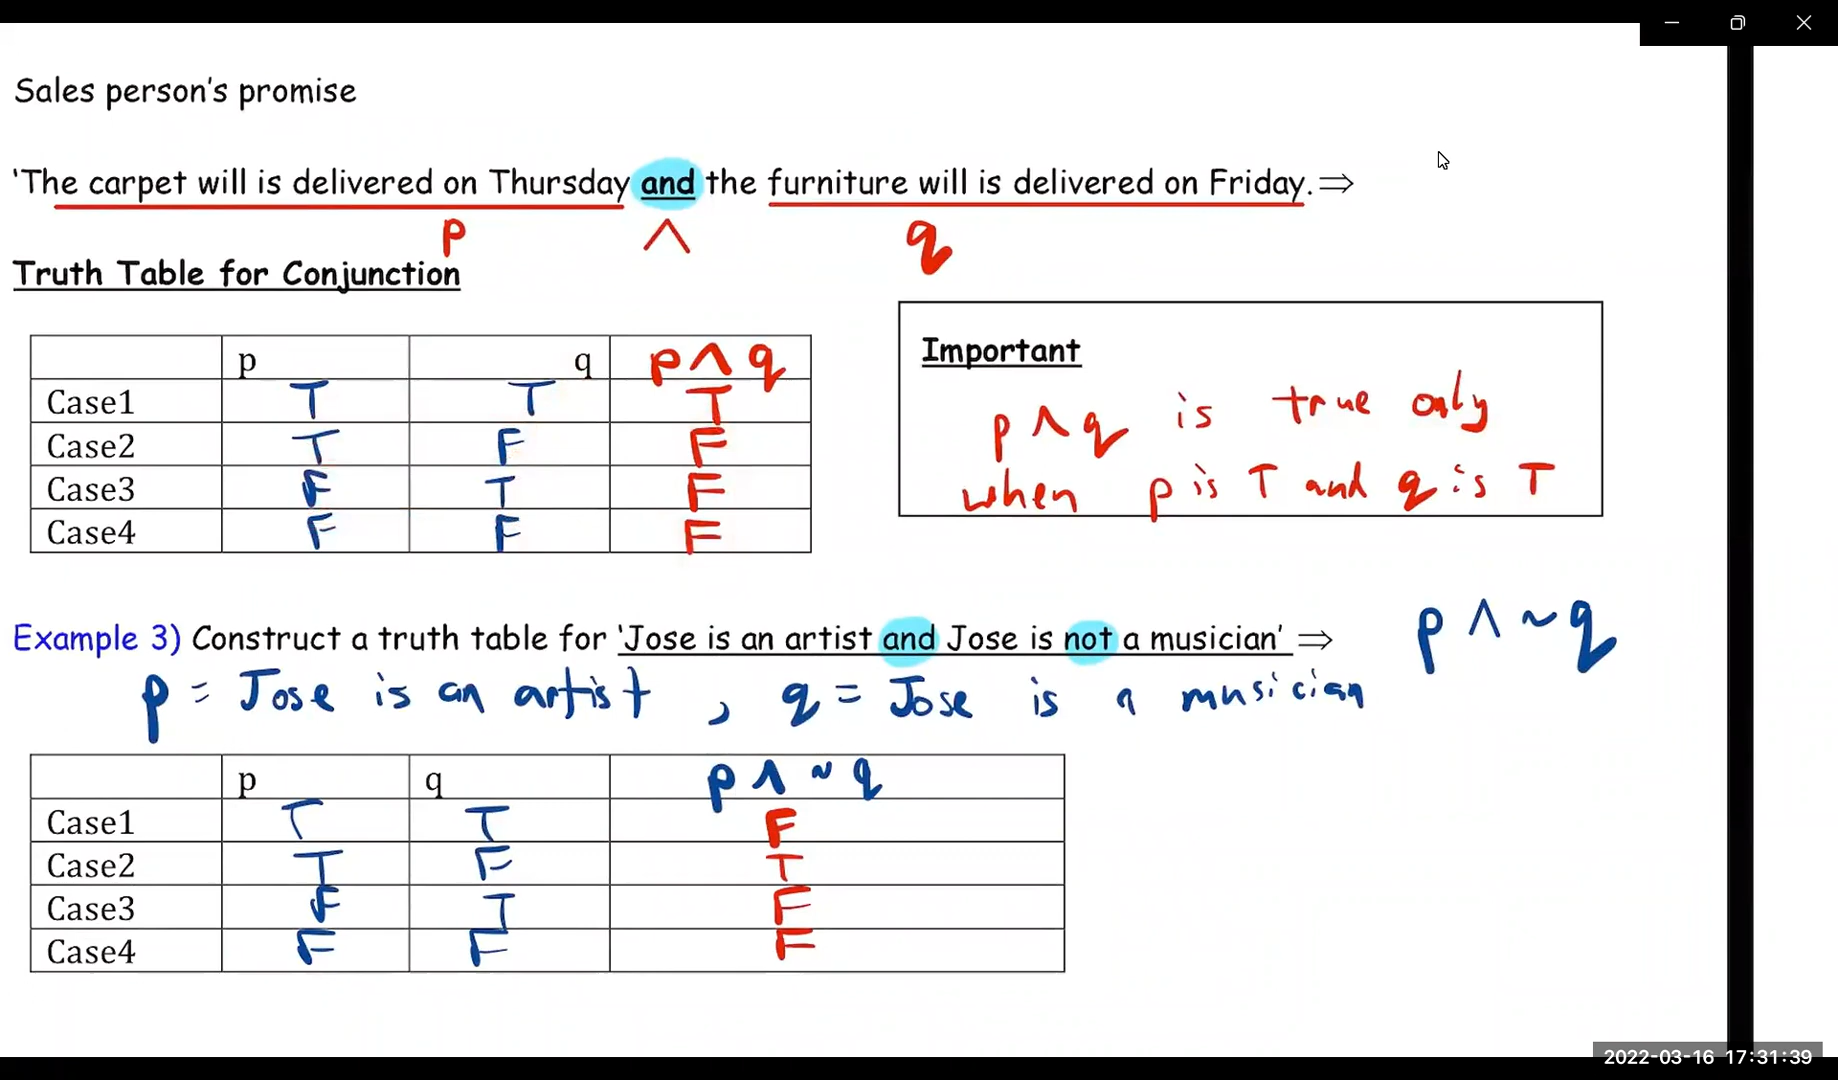 Sales person's promise
'The carpet will is delivered on Thursday and the furniture will is delivered on Friday.⇒
p ∧ q
Truth Table for Conjunction
p q p ∧ q
Case1 T T T
Case2 T F F
Case3 F T F
Case4 F F F
Important
p ∧ q is true only
when p is T and q is T
Example 3) Construct a truth table for 'Jose is an artist and Jose is not a musician' ⇒ p ∧ ~ q
p = Jose is an artist , q = Jose is a musician
p q p ∧ ~ q
Case1 T T F
Case2 T F T
Case3 F T F
Case4 F F F
2022-03-16 17:31:39